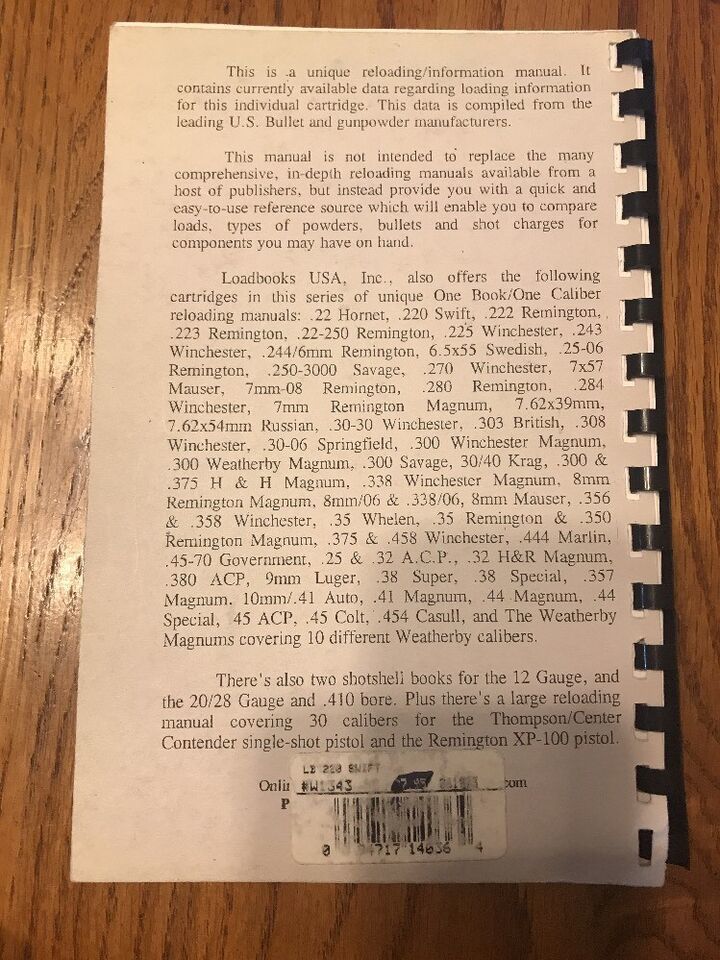 This is a unique reloading/information manual. It
contains currently available data regarding loading information
for this individual cartridge. This data is compiled from the
leading U.S. Bullet and gunpowder manufacturers.
This manual is not intended to replace the many
comprehensive, in-depth reloading manuals available from a
host of publishers, but instead provide you with a quick and
easy-to-use reference source which will enable you to compare
loads, types of powders, bullets and shot charges for
components you may have on hand.
Loadbooks USA, Inc., also offers the following
cartridges in this series of unique One Book/One Caliber
reloading manuals: .22 Hornet, .220 Swift, .222 Remington,
.223 Remington, .22-250 Remington, .225 Winchester, .243
Winchester, .244/6mm Remington, 6.5x55 Swedish, .25-06
Remington, .250-3000 Savage, .270 Winchester, 7x57
Mauser, 7mm-08 Remington, .280 Remington, .284
Winchester, 7mm Remington Magnum, 7.62x39mm,
7.62x54mm Russian, .30-30 Winchester, .303 British, .308
Winchester, .30-06 Springfield, .300 Winchester Magnum,
.300 Weatherby Magnum, .300 Savage, 30/40 Krag, .300 &
.375 H & H Magnum, .338 Winchester Magnum, 8mm
Remington Magnum, 8mm/06 & .338/06, 8mm Mauser, .356
& .358 Winchester, .35 Whelen, .35 Remington & .350
Remington Magnum, .375 & .458 Winchester, .444 Marlin,
.45-70 Government, .25 & .32 A.C.P., .32 H&R Magnum,
.380 ACP, 9mm Luger, .38 Super, .38 Special, .357
Magnum. 10mm/.41 Auto, .41 Magnum, .44 Magnum, .44
Special, 45 ACP, .45 Colt, .454 Casull, and The Weatherby
Magnums covering 10 different Weatherby calibers.
There's also two shotshell books for the 12 Gauge, and
the 20/28 Gauge and .410 bore. Plus there's a large reloading
manual covering 30 calibers for the Thompson/Center
Contender single-shot pistol and the Remington XP-100 pistol.
LB 220 SWIFT
#W1343